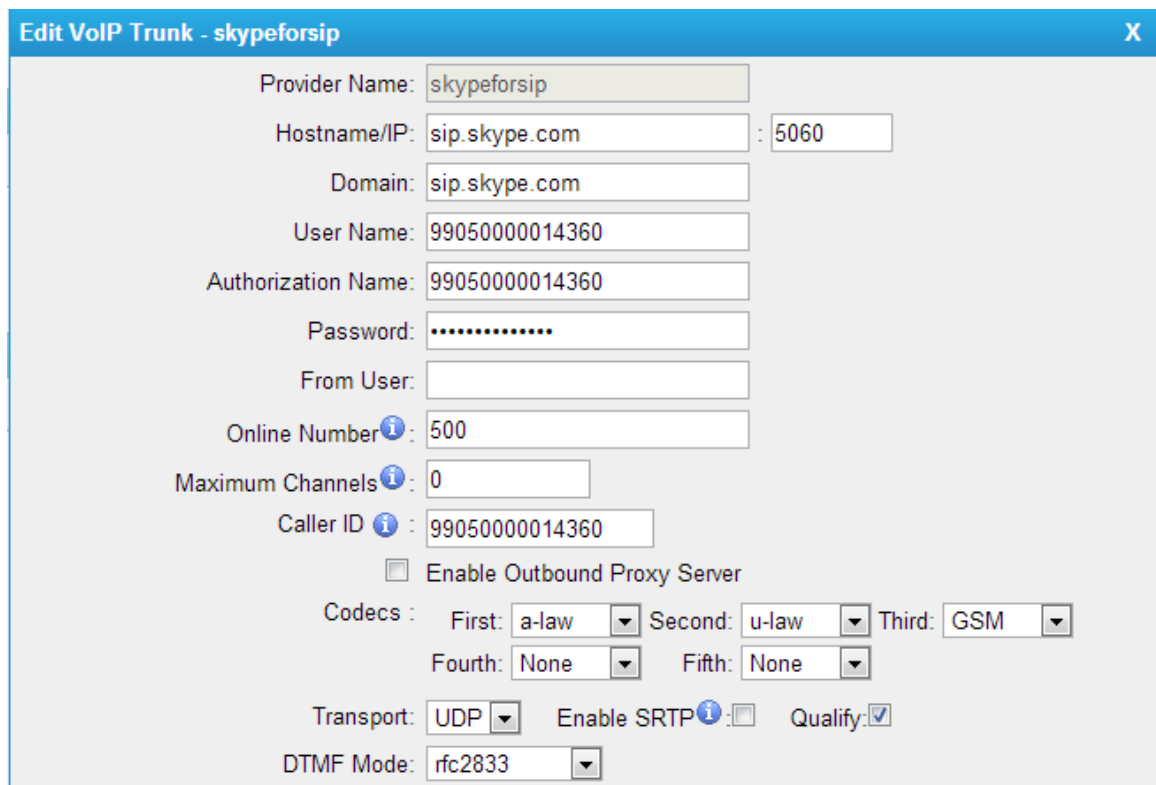 Edit VoIP Trunk - skypeforsip X
Provider Name: skypeforsip
Hostname/IP: sip.skype.com : 5060
Domain: sip.skype.com
User Name: 99050000014360
Authorization Name: 99050000014360
Password: ••••••••••••••
From User:
Online Number i : 500
Maximum Channels i : 0
Caller ID i : 99050000014360
Enable Outbound Proxy Server
Codecs : First: a-law Second: u-law Third: GSM
Fourth: None Fifth: None
Transport: UDP Enable SRTP i : Qualify:
DTMF Mode: rfc2833